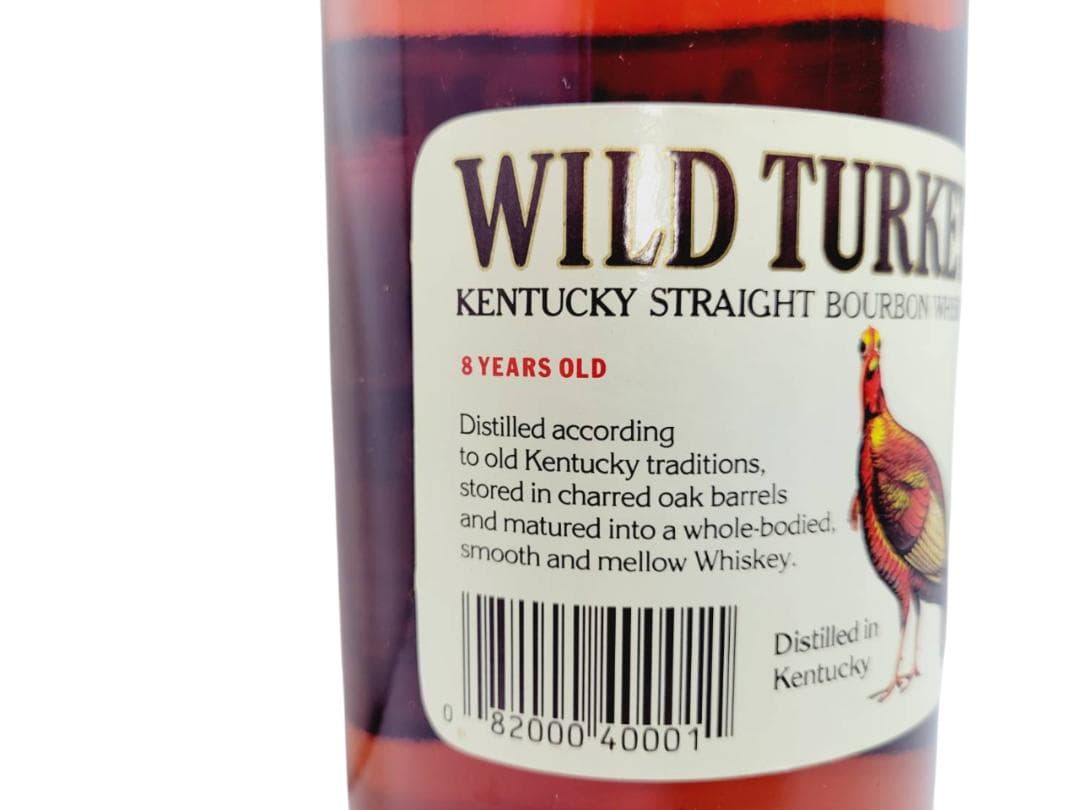 WILD TURKE
KENTUCKY STRAIGHT BOURBON
8 YEARS OLD
Distilled according
to old Kentucky traditions,
stored in charred oak barrels
and matured into a whole-bodied,
smooth and mellow Whiskey.
Distilled in
Kentucky
0 82000 40001